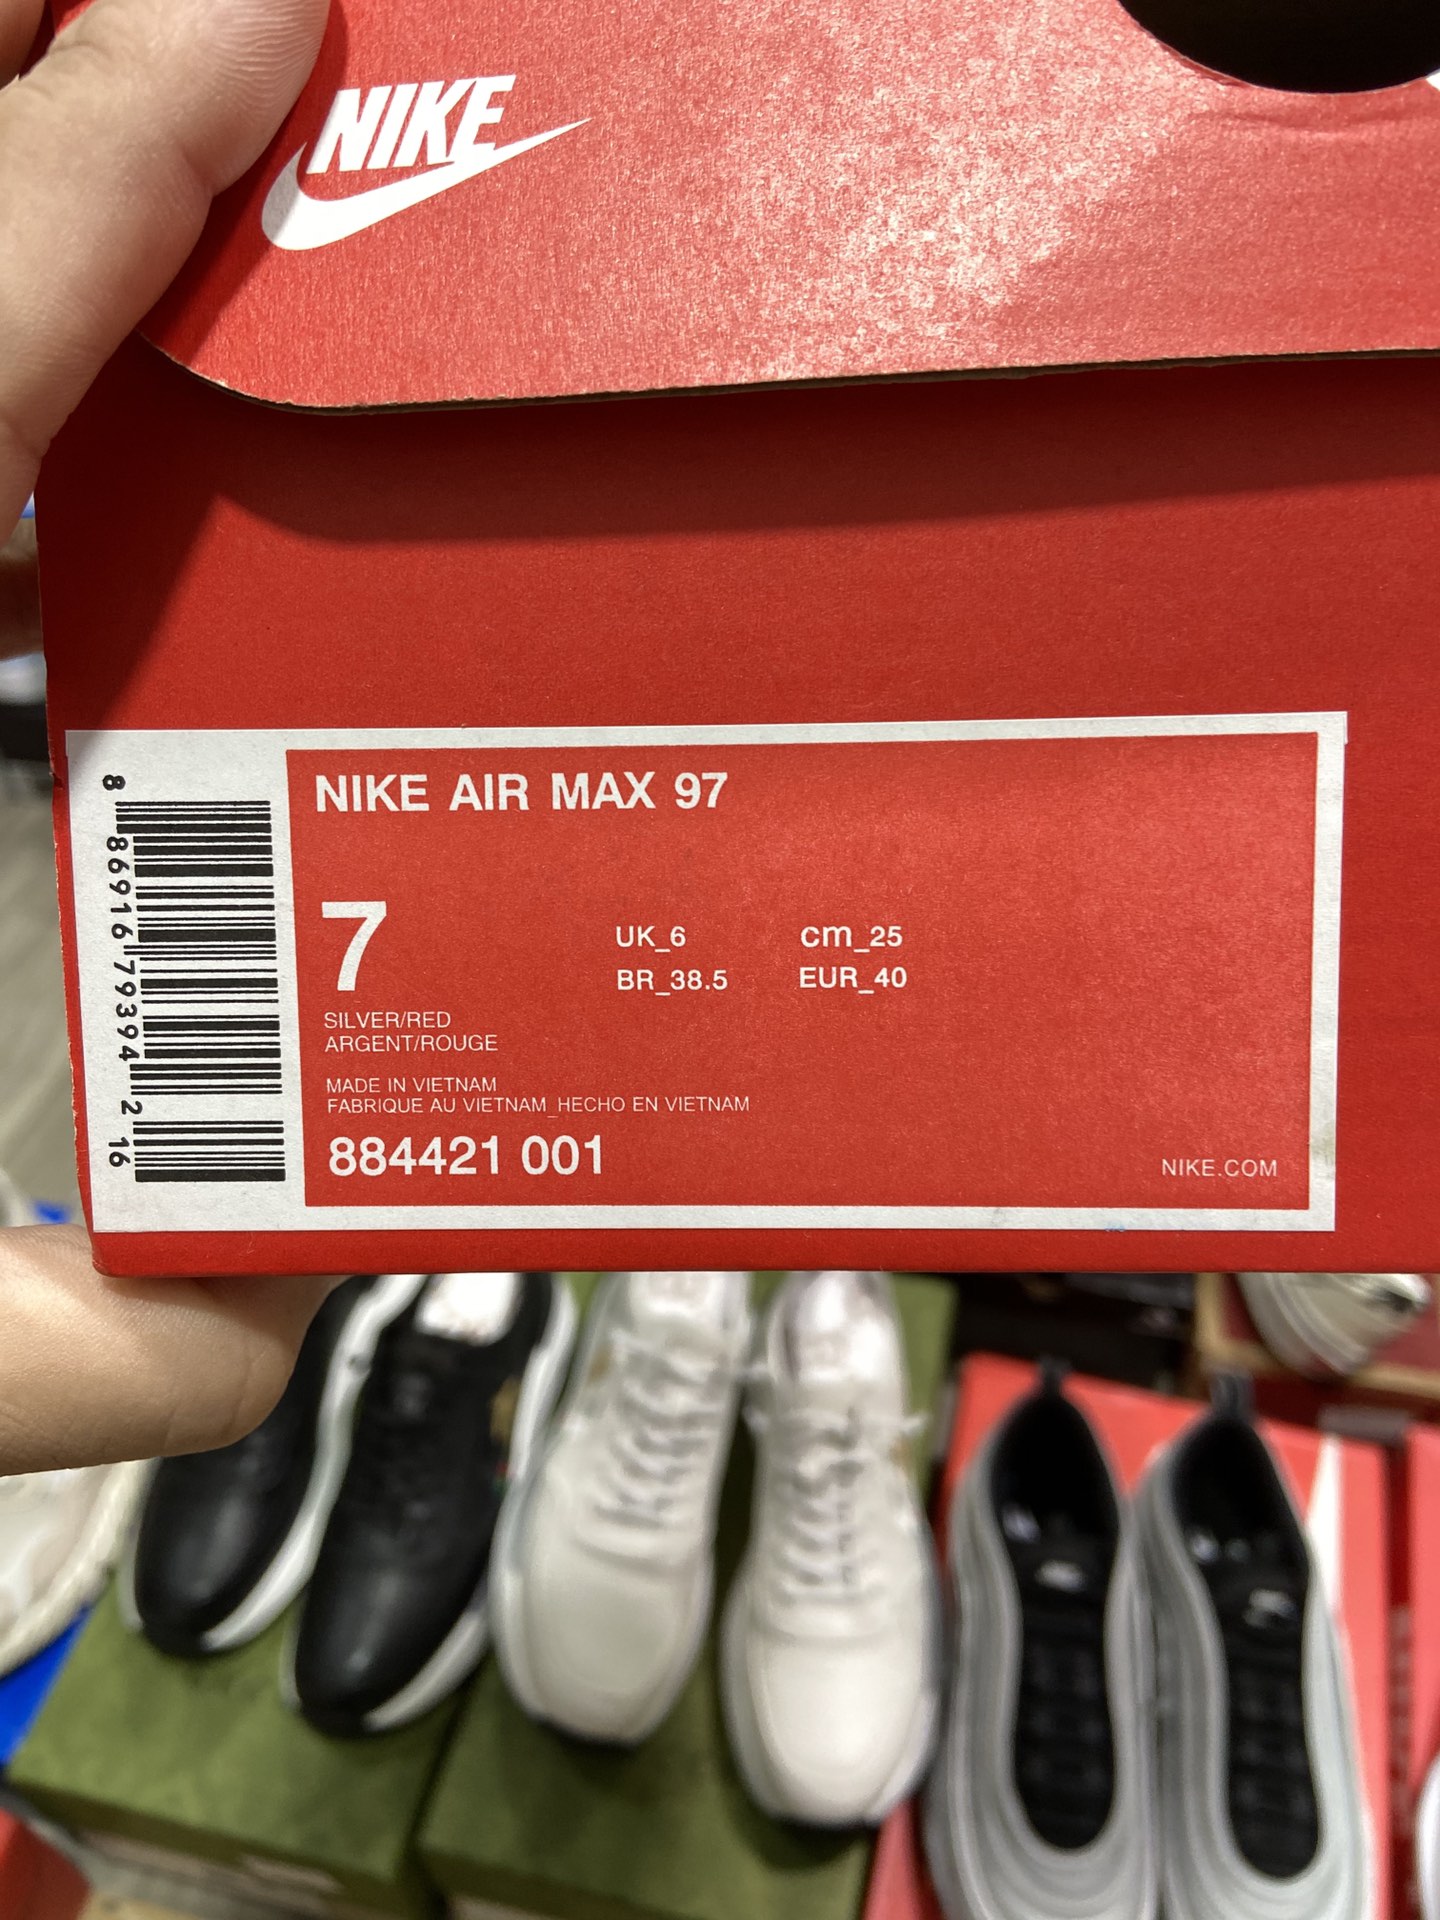 NIKE
NIKE AIR MAX 97
7
UK_6 cm_25
BR_38.5 EUR_40
SILVER/RED
ARGENT/ROUGE
MADE IN VIETNAM
FABRIQUE AU VIETNAM_HECHO EN VIETNAM
884421 001
NIKE.COM
8 86916 79394 2 16